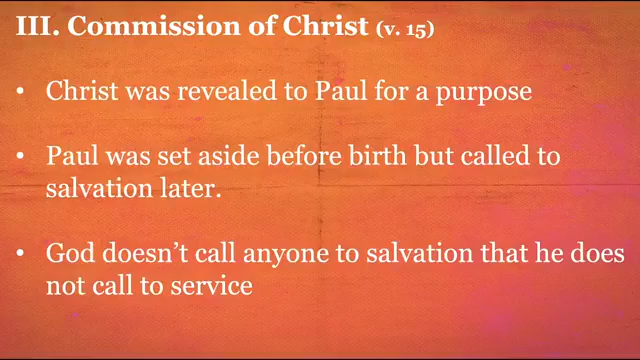 III. Commission of Christ (v. 15)
• Christ was revealed to Paul for a purpose
• Paul was set aside before birth but called to
salvation later.
• God doesn’t call anyone to salvation that he does
not call to service